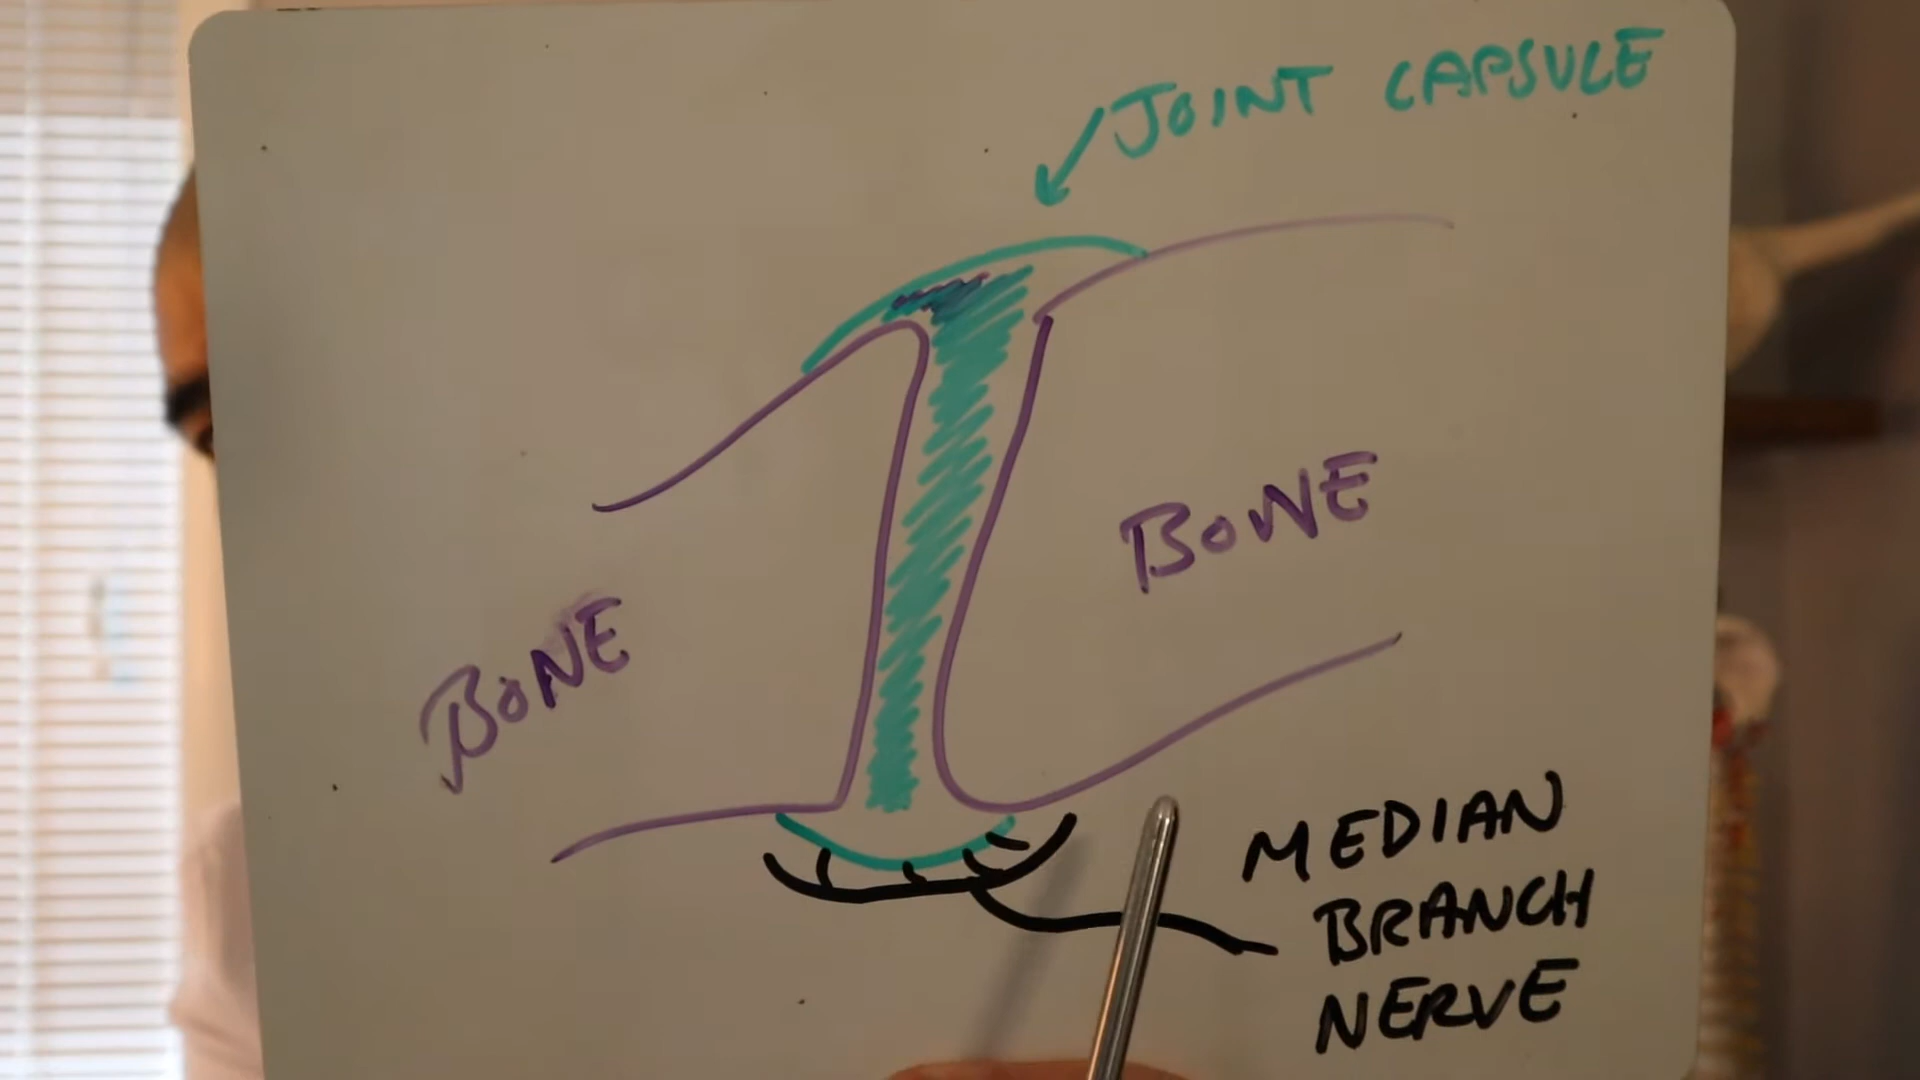 JOINT CAPSULE
BONE
BONE
MEDIAN
BRANCH
NERVE